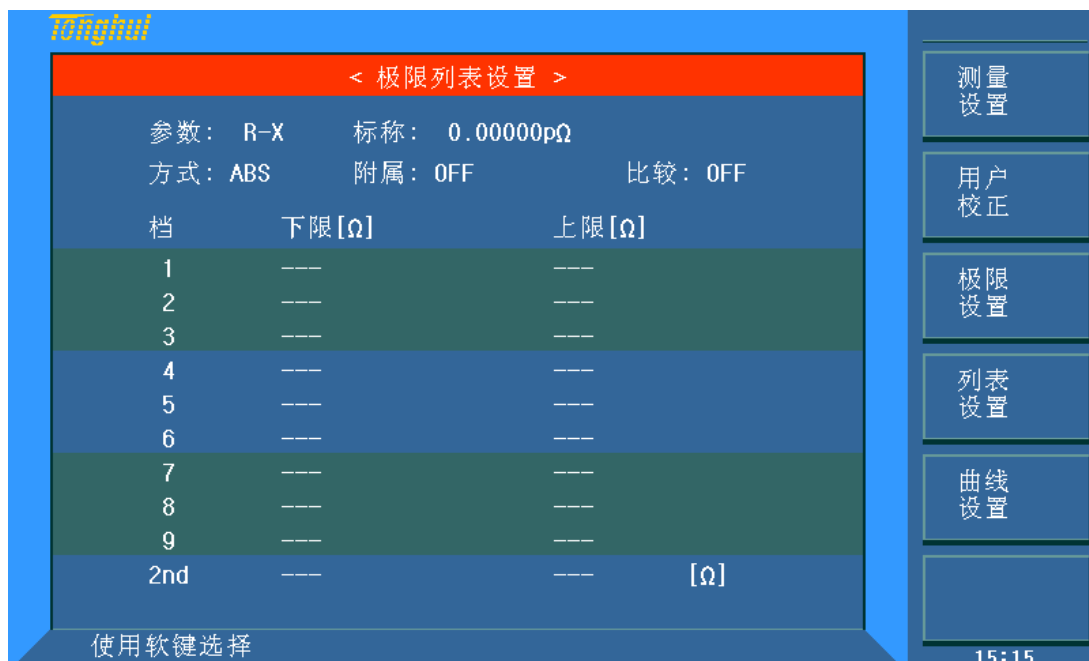 Tonghui
< 极限列表设置 >
参数: R-X 标称: 0.00000pΩ
方式: ABS 附属: OFF 比较: OFF
档 下限[Ω] 上限[Ω]
1 --- ---
2 --- ---
3 --- ---
4 --- ---
5 --- ---
6 --- ---
7 --- ---
8 --- ---
9 --- ---
2nd --- --- [Ω]
使用软键选择
测量
设置
用户
校正
极限
设置
列表
设置
曲线
设置
15:15